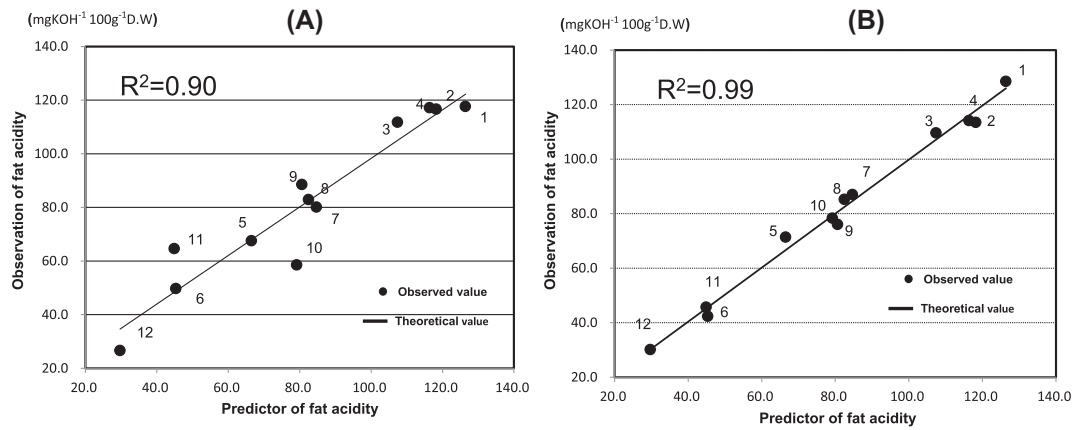 (mgKOH-1 100g-1D.W)
(A)
R2=0.90
140.0
120.0
100.0
80.0
60.0
40.0
20.0
Observation of fat acidity
1
2
3
4
5
6
7
8
9
10
11
12
Observed value
Theoretical value
20.0 40.0 60.0 80.0 100.0 120.0 140.0
Predictor of fat acidity
(mgKOH-1 100g-1D.W)
(B)
R2=0.99
140.0
120.0
100.0
80.0
60.0
40.0
20.0
Observation of fat acidity
1
2
3
4
5
6
7
8
9
10
11
12
Observed value
Theoretical value
20.0 40.0 60.0 80.0 100.0 120.0 140.0
Predictor of fat acidity